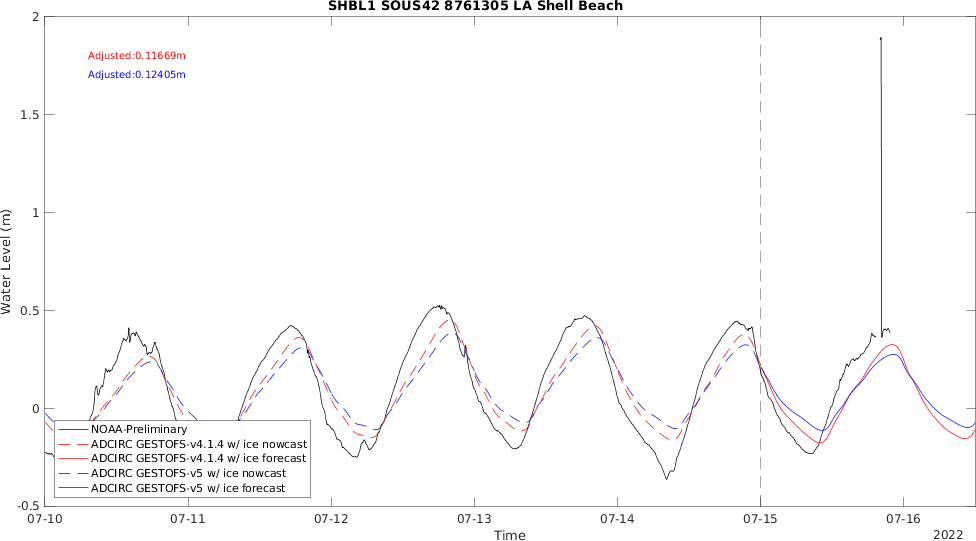 SHBL1 SOUS42 8761305 LA Shell Beach
Adjusted:0.11669m
Adjusted:0.12405m
Water Level (m)
2
1.5
1
0.5
0
-0.5
NOAA-Preliminary
ADCIRC GESTOFS-v4.1.4 w/ ice nowcast
ADCIRC GESTOFS-v4.1.4 w/ ice forecast
ADCIRC GESTOFS-v5 w/ ice nowcast
ADCIRC GESTOFS-v5 w/ ice forecast
07-10 07-11 07-12 07-13 07-14 07-15 07-16
Time
2022